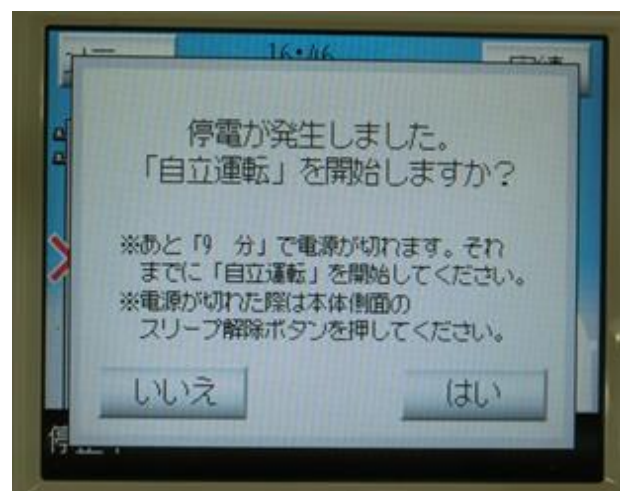 16:46
停電が発生しました。
「自立運転」を開始しますか？
※あと「9 分」で電源が切れます。それ
までに「自立運転」を開始してください。
※電源が切れた際は本体側面の
スリープ解除ボタンを押してください。
いいえ
はい